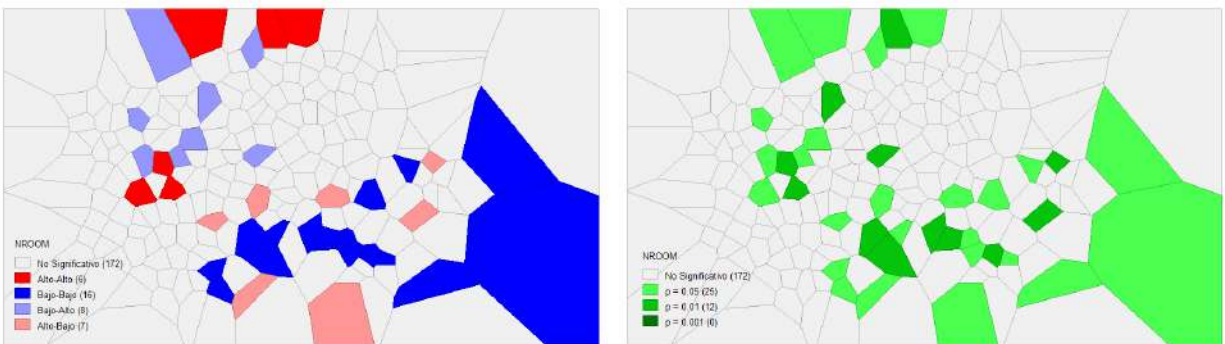 NROOM
No Significativo (172)
Alto-Alto (6)
Bajo-Bajo (16)
Bajo-Alto (8)
Alto-Bajo (7)
NROOM
No Significativo (172)
p = 0.05 (25)
p = 0.01 (12)
p = 0.001 (0)